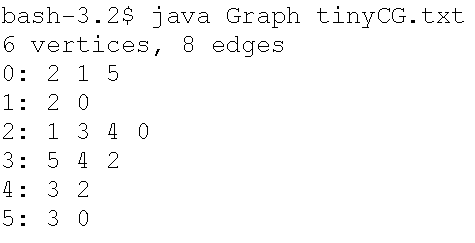 bash-3.2$ java Graph tinyCG.txt
6 vertices, 8 edges
0: 2 1 5
1: 2 0
2: 1 3 4 0
3: 5 4 2
4: 3 2
5: 3 0